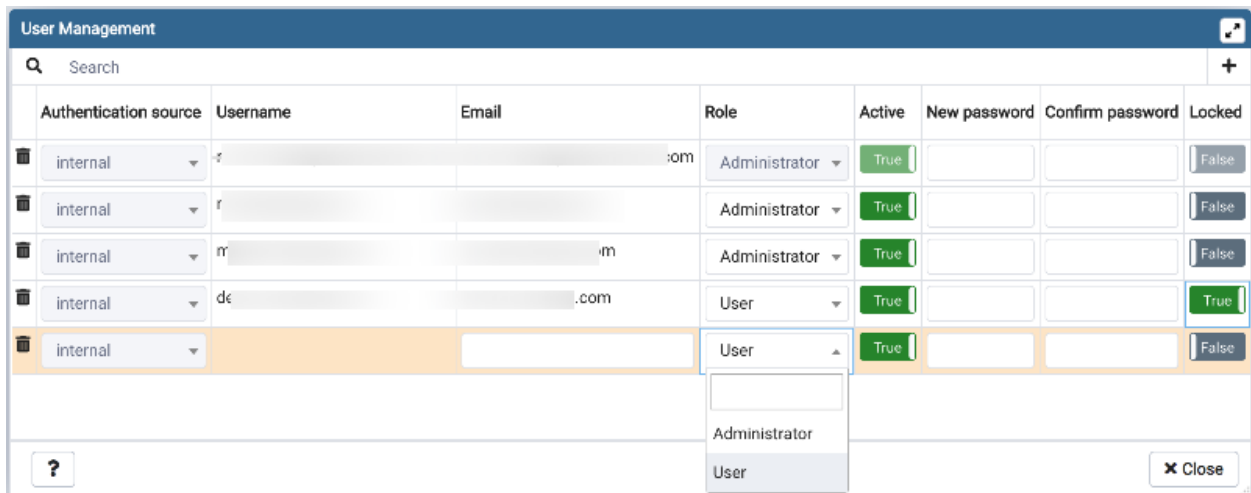 User Management
Search +
Authentication source Username Email Role Active New password Confirm password Locked
internal com Administrator True False
internal Administrator True False
internal Administrator True False
internal .com User True True
internal User True False
Administrator
User
? × Close